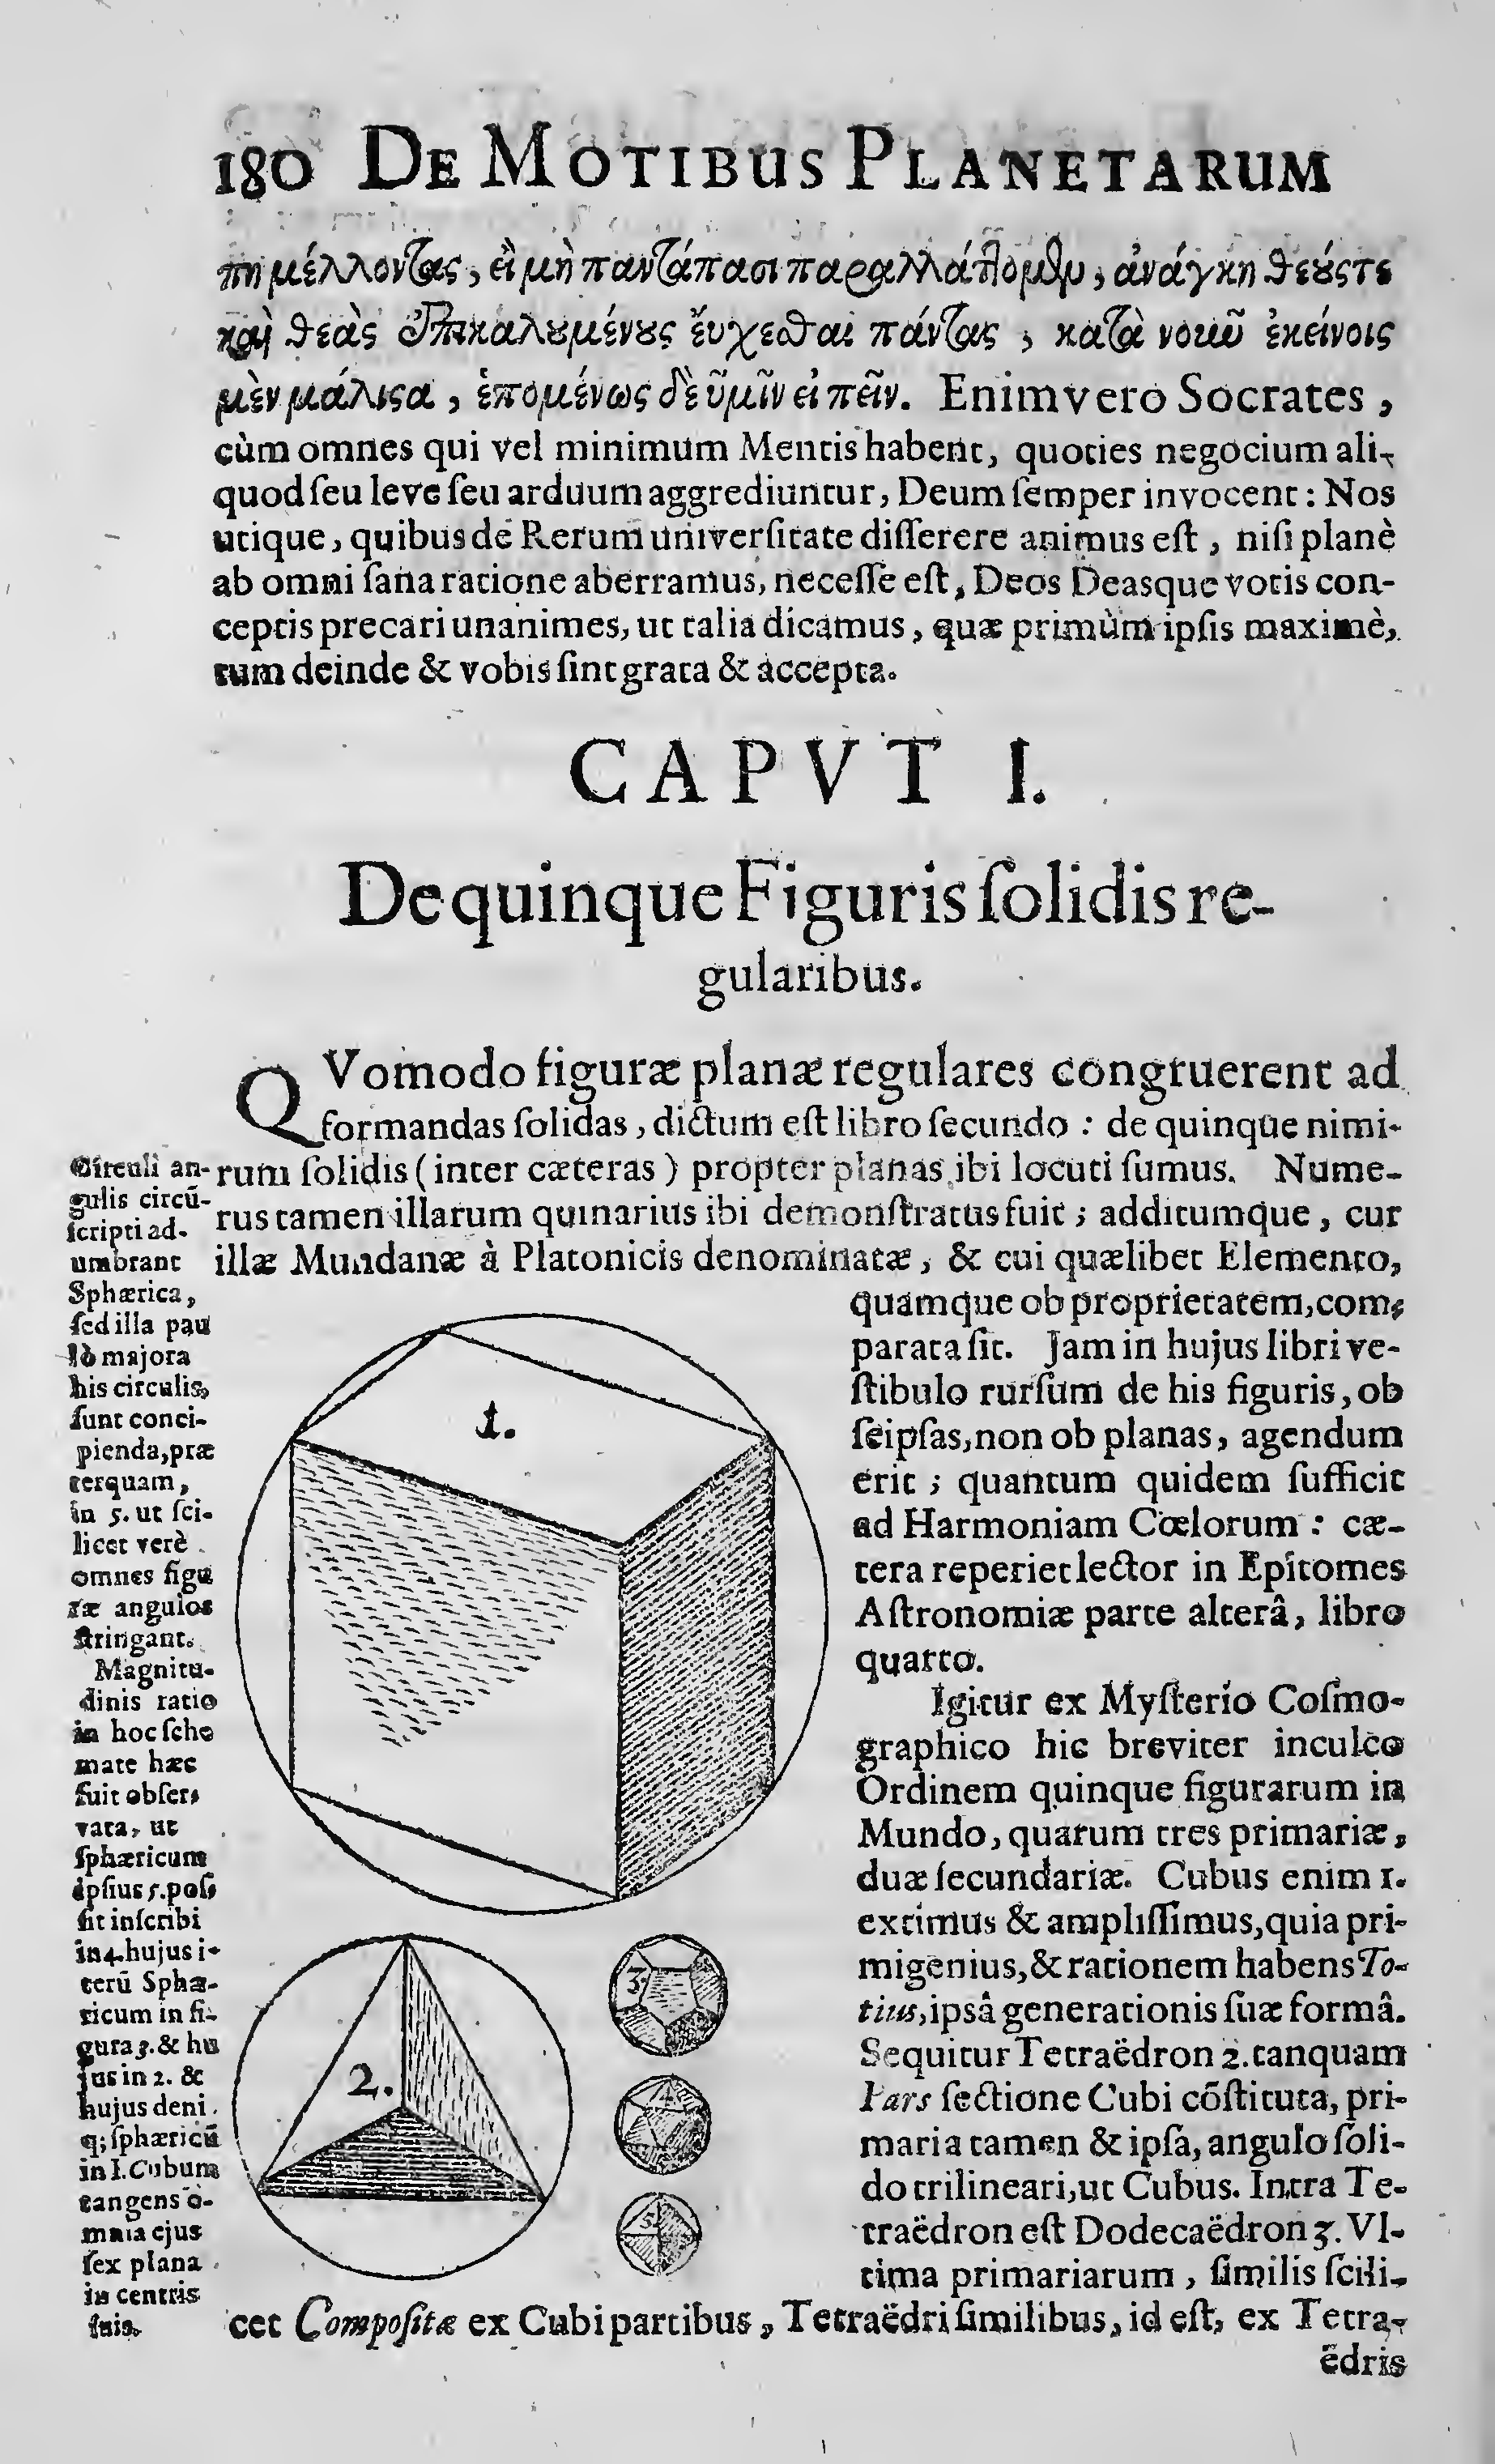 180 DE MOTIBUS PLANETARUM
πη μέλλοντας, εἰ μὴ παντάπασι παραλλάττομεν, ἀνάγκη θεούς τε
καὶ θεὰς ἐπικαλουμένους ἔυχεσθαι πάντας, κατὰ νοῦν ἐκείνοις
μὲν μάλιστα, ἑπομένως δὲ ὑμῖν εἰπεῖν. Enimvero Socrates,
cùm omnes qui vel minimum Mentis habent, quoties negocium ali-
quod ſeu leve ſeu arduum aggrediuntur, Deum ſemper invocent: Nos
utique, quibus de Rerum univerſitate diſſerere animus eſt, niſi planè
ab omni ſana ratione aberramus, neceſſe eſt, Deos Deasque votis con-
ceptis precari unanimes, ut talia dicamus, quæ primùm ipſis maximè,
tum deinde & vobis ſint grata & accepta.
CAPVT I.
De quinque Figuris ſolidis re-
gularibus.
QVomodo figuræ planæ regulares congruerent ad
formandas ſolidas, dictum eſt libro ſecundo: de quinque nimi-
rum ſolidis (inter cæteras) propter planas ibi locuti ſumus. Nume-
rus tamen illarum quinarius ibi demonſtratus fuit; additumque, cur
illæ Mundanæ à Platonicis denominatæ, & cui quælibet Elemento,
quamque ob proprietatem, com-
parata ſit. Jam in hujus libri ve-
ſtibulo rurſum de his figuris, ob
ſeipſas, non ob planas, agendum
erit; quantum quidem ſufficit
ad Harmoniam Cœlorum: cæ-
tera reperiet lector in Epitomes
Aſtronomiæ parte alterâ, libro
quarto.
Igitur ex Myſterio Coſmo-
graphico hic breviter inculco
Ordinem quinque figurarum in
Mundo, quarum tres primariæ,
duæ ſecundariæ. Cubus enim 1.
extimus & ampliſſimus, quia pri-
migenius, & rationem habens To-
tius, ipsâ generationis ſuæ formâ.
Sequitur Tetraëdron 2. tanquam
Pars ſectione Cubi cõſtituta, pri-
maria tamen & ipſa, angulo ſoli-
do trilineari, ut Cubus. Intra Te-
traëdron eſt Dodecaëdron 3. Vl-
tima primariarum, ſimilis ſcili-
cet Compoſitæ ex Cubi partibus, Tetraëdri ſimilibus, id eſt, ex Tetra-
ëdris
Circuli an-
gulis circũ-
ſcripti ad-
umbrant
Sphærica,
ſed illa pau
lò majora
his circulis,
ſunt conci-
pienda, præ
terquam,
in 5. ut ſci-
licet verè
omnes figu
ræ angulos
ſtringant.
Magnitu-
dinis ratio
in hoc ſche
mate hæc
fuit obſer-
vata, ut
ſphæricum
ipſius 5. poſ-
ſit inſcribi
in 4. hujus i-
terũ Sphæ-
ricum in fi-
gura 3. & hu
jus in 2. &
hujus deni
q; ſphæricũ
in I. Cubum
tangens o-
mnia ejus
ſex plana
in centris
ſuis.
1.
2.
3.
4
5